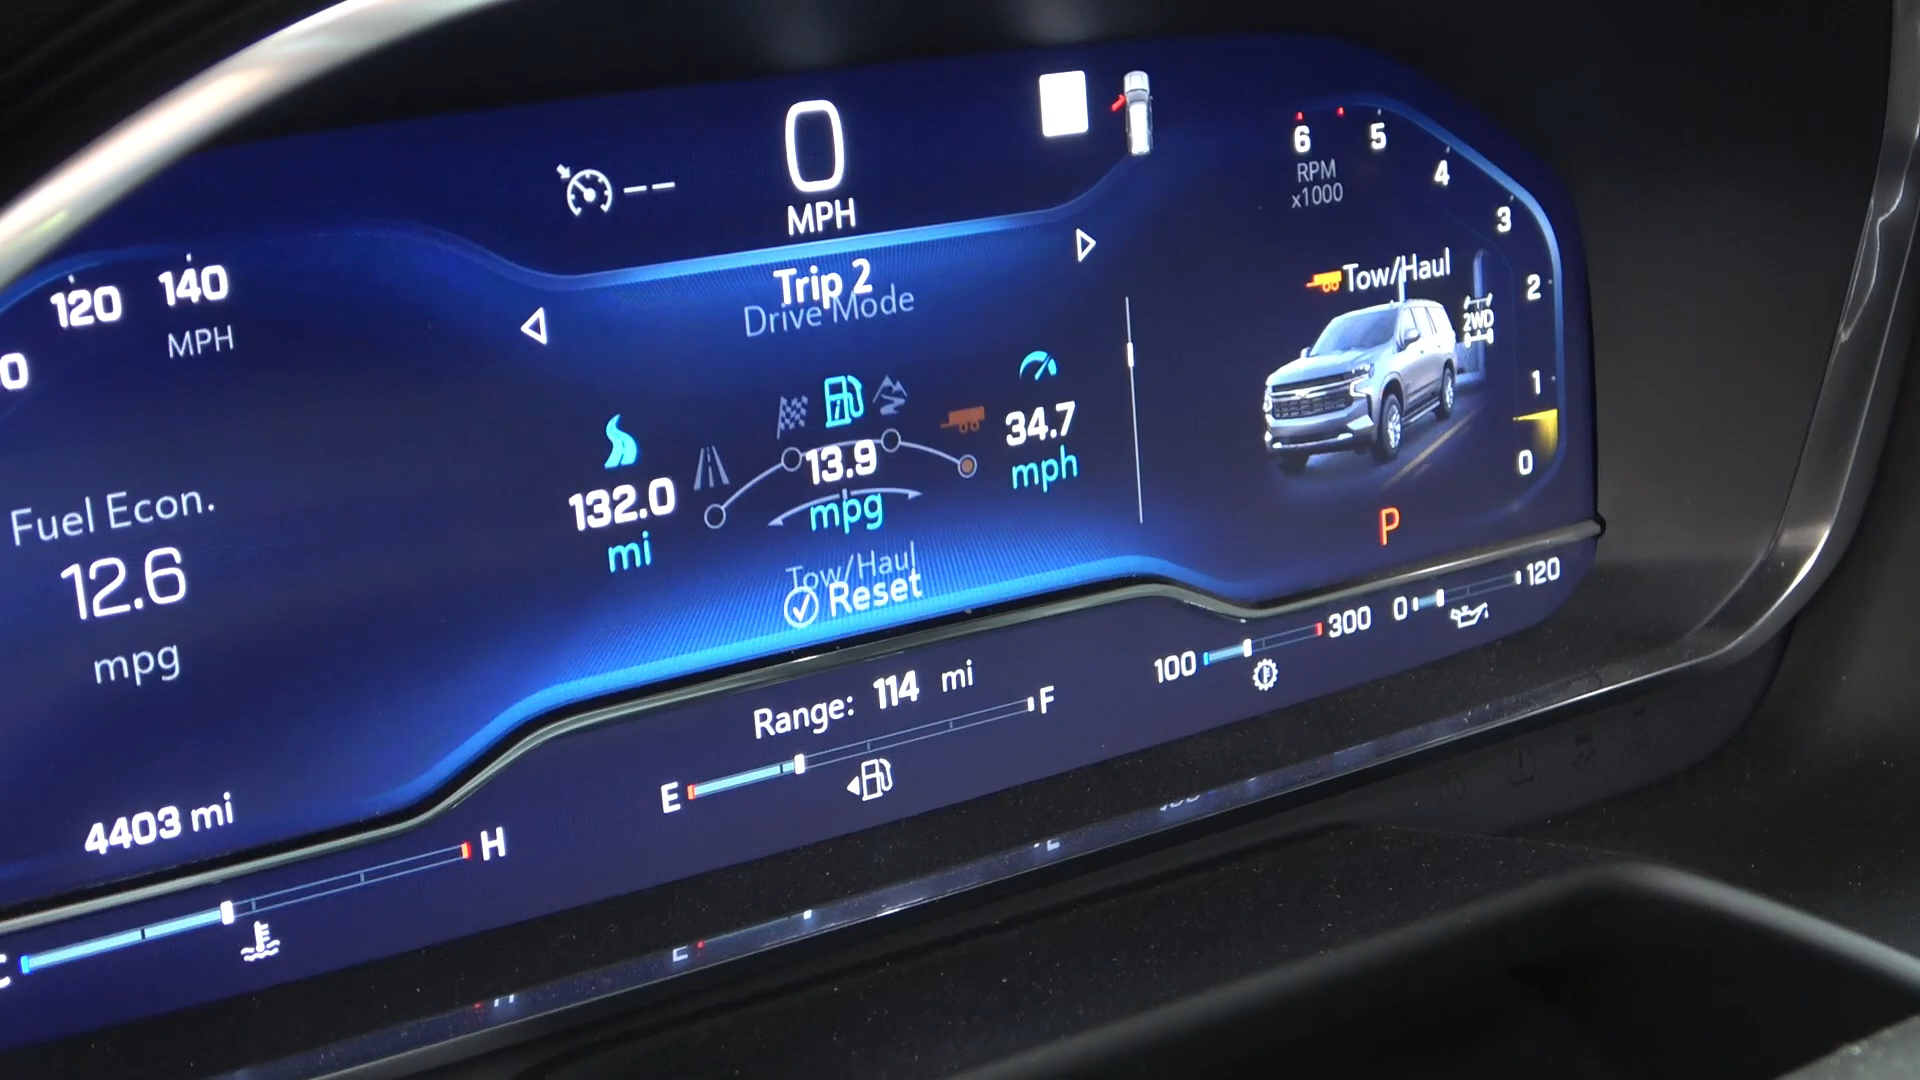 0
MPH
--
120 140
MPH
0
Trip 2
Drive Mode
132.0
mi
13.9
mpg
34.7
mph
Tow/Haul
Reset
Fuel Econ.
12.6
mpg
4403 mi
6 5 4 3 2 1 0
RPM
x1000
Tow/Haul
2WD
P
Range: 114 mi
E F
100 300
0 120
H